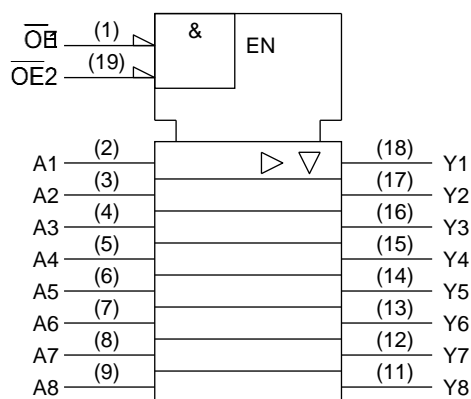 OE1 (1) & EN
OE2 (19)
A1 (2) (18) Y1
A2 (3) (17) Y2
A3 (4) (16) Y3
A4 (5) (15) Y4
A5 (6) (14) Y5
A6 (7) (13) Y6
A7 (8) (12) Y7
A8 (9) (11) Y8